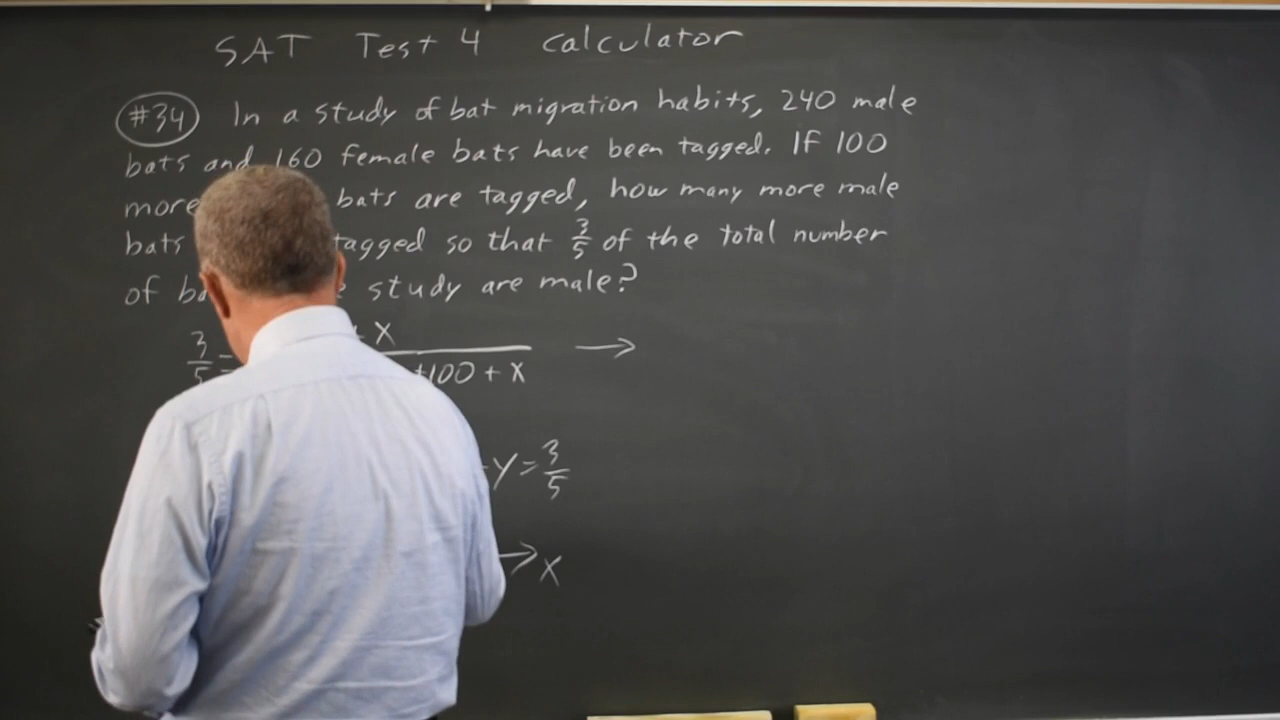 SAT Test 4 calculator
#34 In a study of bat migration habits, 240 male
bats and 160 female bats have been tagged. If 100
more bats are tagged, how many more male
bats tagged so that 3/5 of the total number
of study are male?
3/5 = + x / +100 + x →
y = 3/5
→ x